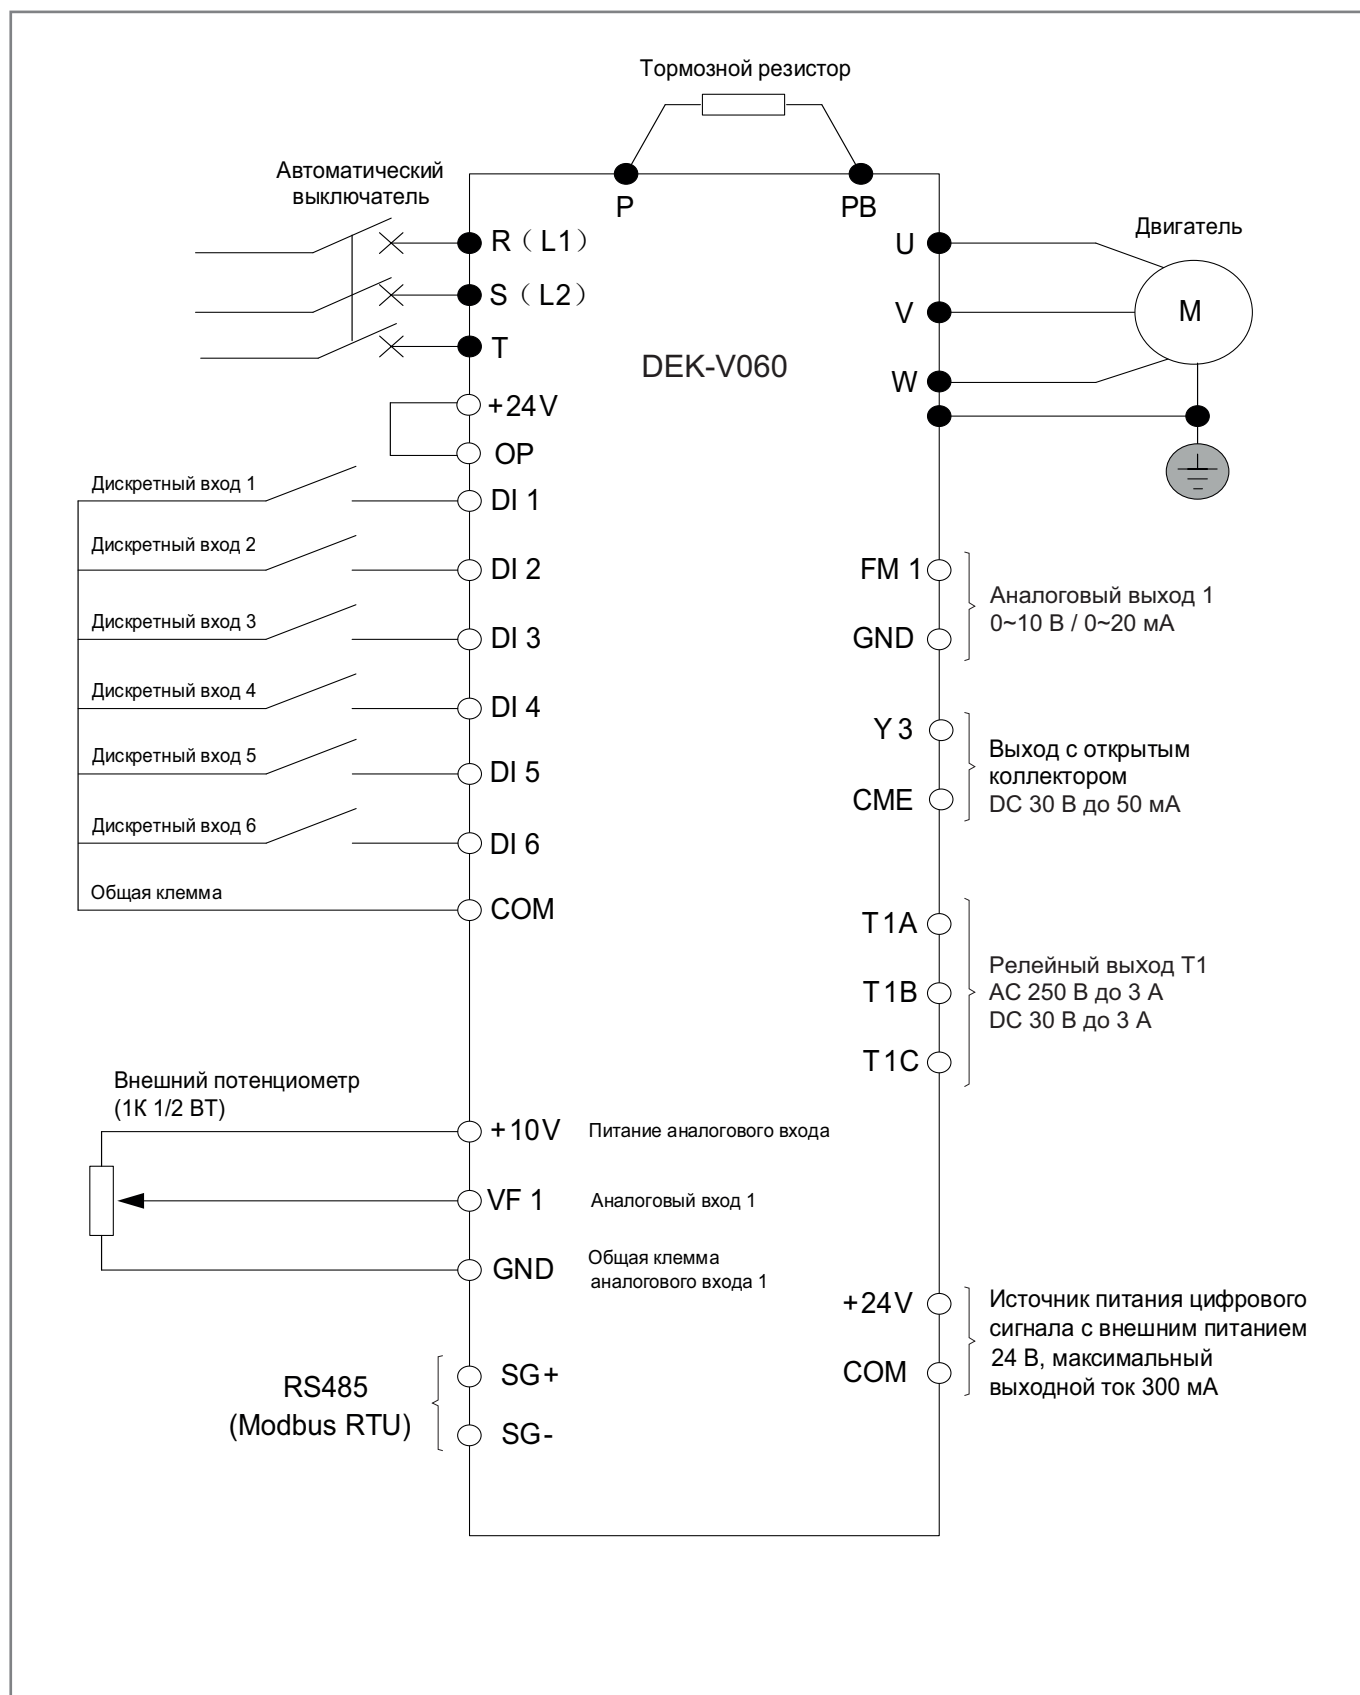 Тормозной резистор
Автоматический
выключатель
P
PB
R（L1）
S（L2）
T
U
V
W
Двигатель
M
DEK-V060
+24V
OP
Дискретный вход 1
DI 1
Дискретный вход 2
DI 2
Дискретный вход 3
DI 3
Дискретный вход 4
DI 4
Дискретный вход 5
DI 5
Дискретный вход 6
DI 6
Общая клемма
COM
FM 1
GND
Аналоговый выход 1
0~10 В / 0~20 мА
Y 3
CME
Выход с открытым
коллектором
DC 30 В до 50 мА
T1A
T1B
T1C
Релейный выход Т1
AC 250 В до 3 А
DC 30 В до 3 А
Внешний потенциометр
(1К 1/2 ВТ)
+10V
Питание аналогового входа
VF 1
Аналоговый вход 1
GND
Общая клемма
аналогового входа 1
+24V
COM
Источник питания цифрового
сигнала с внешним питанием
24 В, максимальный
выходной ток 300 мА
RS485
(Modbus RTU)
SG+
SG-